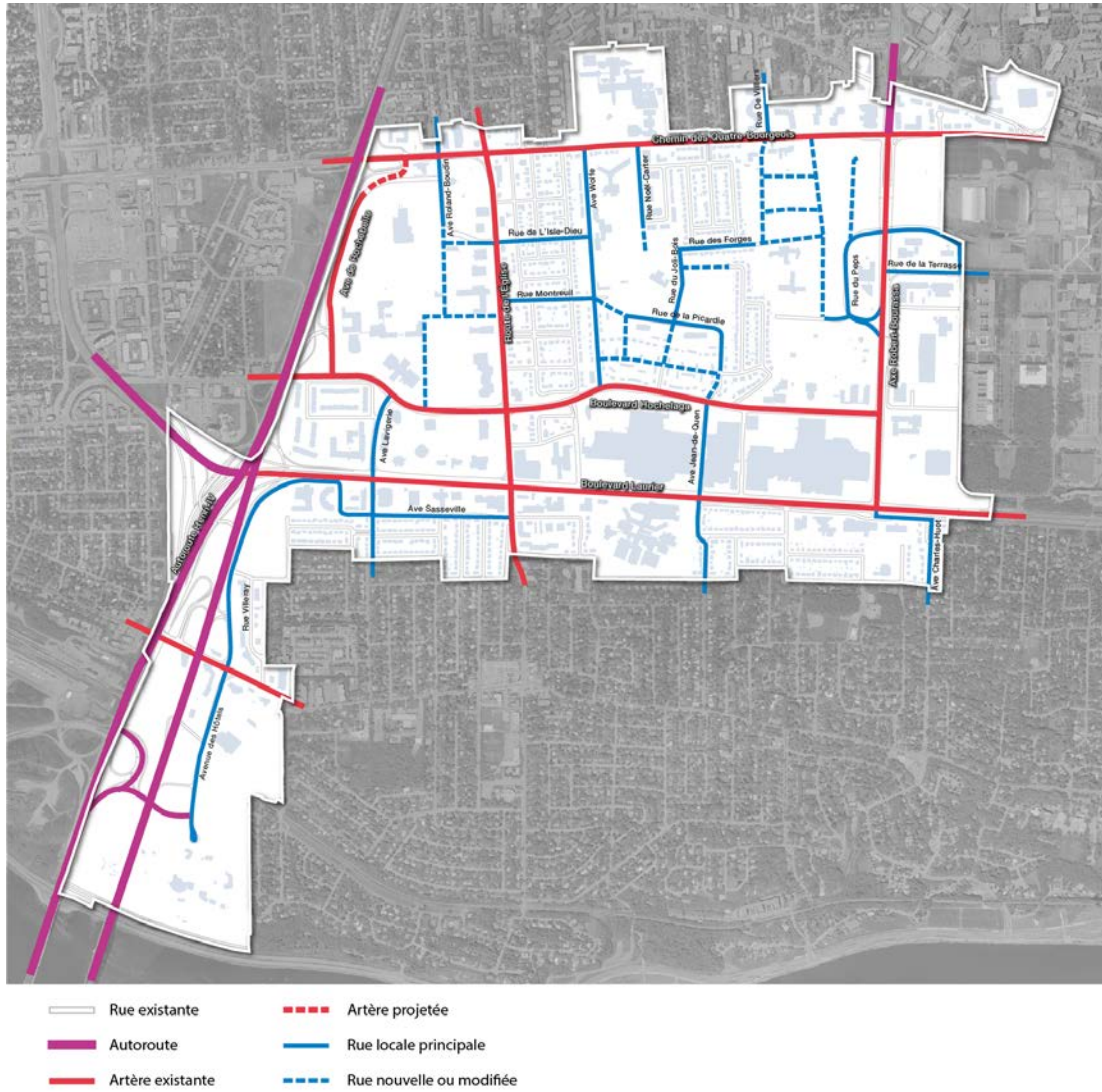 Rue De Villers
Chemin des Quatre-Bourgeois
Ave Roland-Beaudin
Ave Wolfe
Rue Noël-Carter
Ave de Rochebelle
Rue de L'Isle-Dieu
Rue des Forges
Rue du Joli-Bois
Rue du Peps
Rue de la Terrasse
Route de l'Église
Rue Montreuil
Rue de la Picardie
Ave Robert-Bourassa
Boulevard Hochelaga
Ave Lavigerie
Ave Jean-de-Quen
Boulevard Laurier
Ave Sasseville
Autoroute
Ave Charles-Huot
Rue Villeray
Avenue des Hôtels
Rue existante
Autoroute
Artère existante
Artère projetée
Rue locale principale
Rue nouvelle ou modifiée